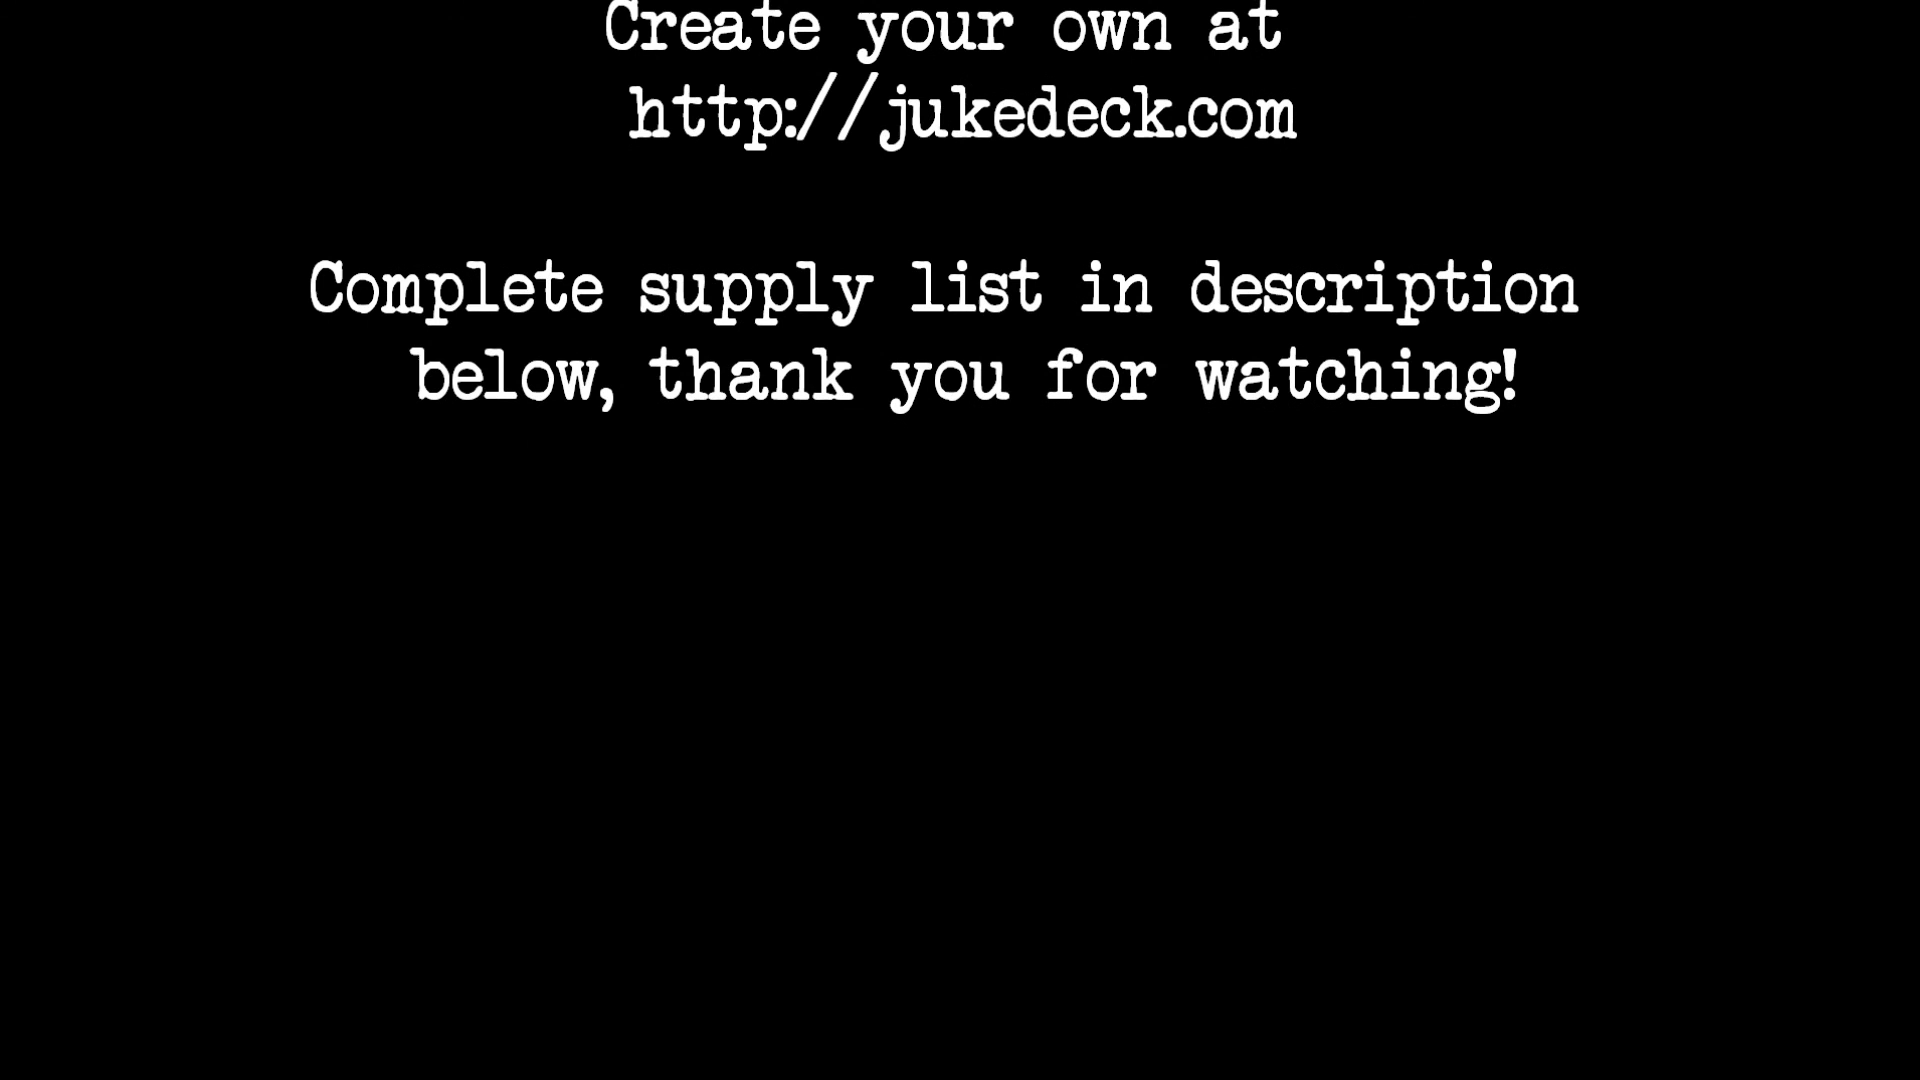 Create your own at
http://jukedeck.com
Complete supply list in description
below, thank you for watching!